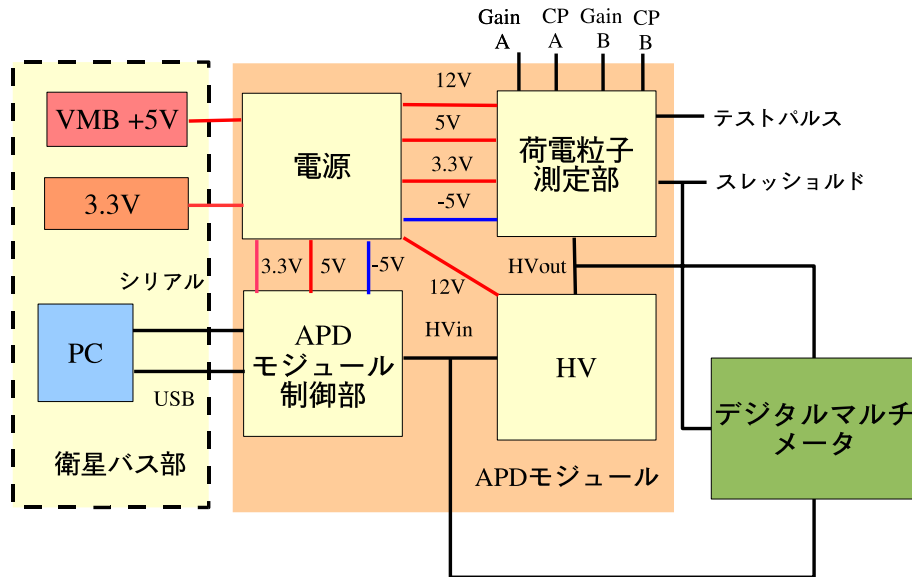 Gain
A
CP
A
Gain
B
CP
B
VMB +5V
3.3V
シリアル
PC
USB
衛星バス部
電源
12V
5V
3.3V
-5V
荷電粒子
測定部
テストパルス
スレッショルド
3.3V
5V
-5V
12V
HVout
APD
モジュール
制御部
HVin
HV
APDモジュール
デジタルマルチ
メータ